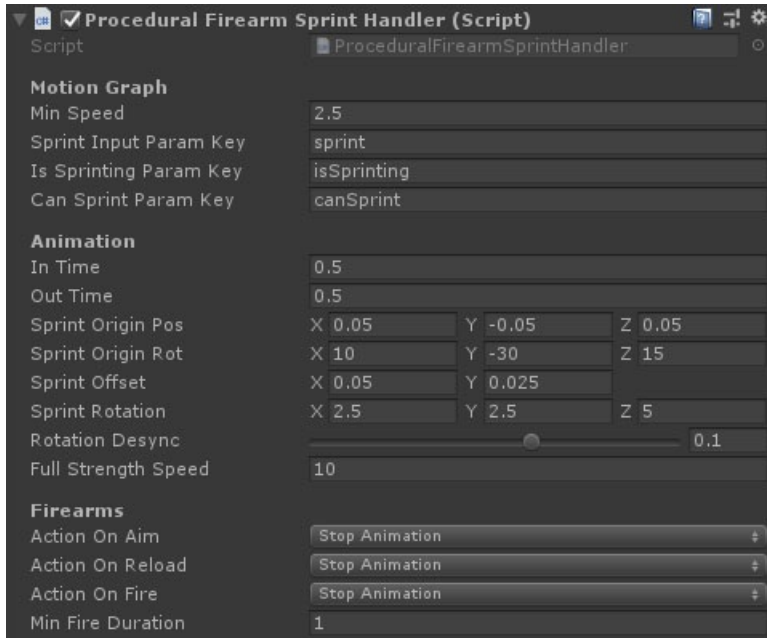 Procedural Firearm Sprint Handler (Script)
Script ProceduralFirearmSprintHandler
Motion Graph
Min Speed 2.5
Sprint Input Param Key sprint
Is Sprinting Param Key isSprinting
Can Sprint Param Key canSprint
Animation
In Time 0.5
Out Time 0.5
Sprint Origin Pos X 0.05 Y -0.05 Z 0.05
Sprint Origin Rot X 10 Y -30 Z 15
Sprint Offset X 0.05 Y 0.025
Sprint Rotation X 2.5 Y 2.5 Z 5
Rotation Desync 0.1
Full Strength Speed 10
Firearms
Action On Aim Stop Animation
Action On Reload Stop Animation
Action On Fire Stop Animation
Min Fire Duration 1